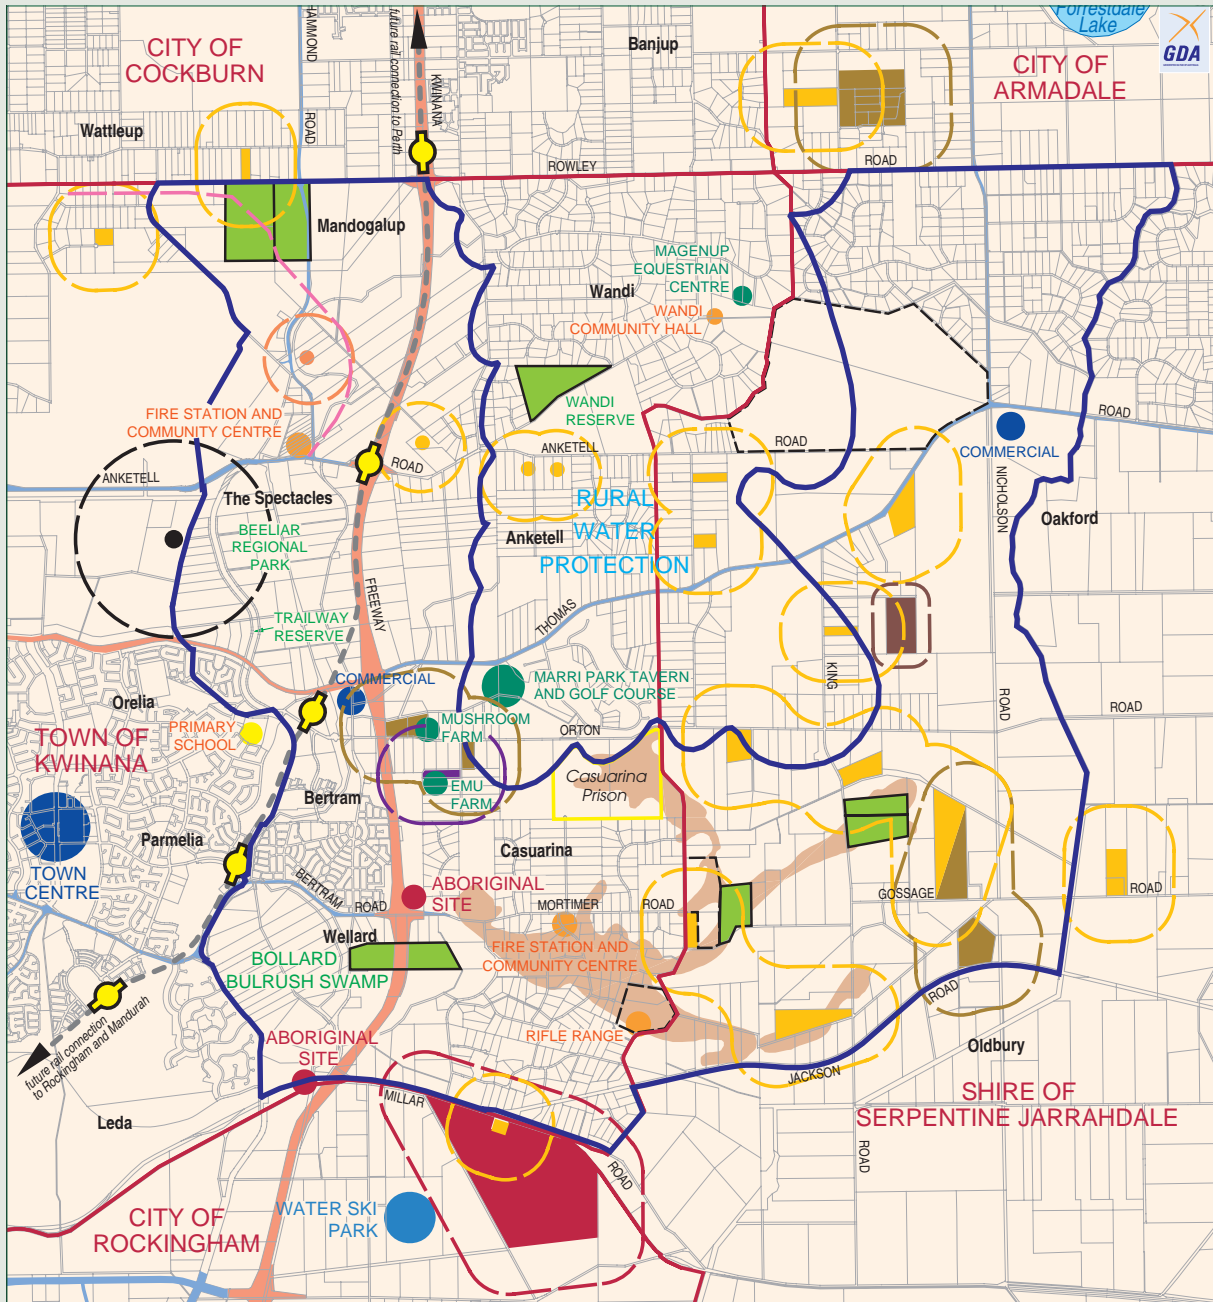 Forrestdale
Lake
GDA
CITY OF
COCKBURN
HAMMOND
ROAD
future rail connection to Perth
KWINANA
Banjup
CITY OF
ARMADALE
Wattleup
ROWLEY
ROAD
Mandogalup
MAGENUP
EQUESTRIAN
CENTRE
Wandi
WANDI
COMMUNITY HALL
WANDI
RESERVE
FIRE STATION AND
COMMUNITY CENTRE
ROAD
ROAD
COMMERCIAL
ANKETELL
ROAD
ANKETELL
The Spectacles
RURAL
WATER
PROTECTION
NICHOLSON
Oakford
BEELIAR
REGIONAL
PARK
Anketell
FREEWAY
TRAILWAY
RESERVE
THOMAS
KING
COMMERCIAL
MARRI PARK TAVERN
AND GOLF COURSE
Orelia
PRIMARY
SCHOOL
MUSHROOM
FARM
ORTON
ROAD
ROAD
TOWN OF
KWINANA
EMU
FARM
Casuarina
Prison
Bertram
Parmelia
Casuarina
TOWN
CENTRE
BERTRAM
ROAD
ABORIGINAL
SITE
MORTIMER
ROAD
GOSSAGE
ROAD
Wellard
FIRE STATION AND
COMMUNITY CENTRE
BOLLARD
BULRUSH SWAMP
ROAD
future rail connection
to Rockingham and Mandurah
RIFLE RANGE
ABORIGINAL
SITE
Oldbury
JACKSON
MILLAR
SHIRE OF
SERPENTINE JARRAHDALE
Leda
ROAD
ROAD
CITY OF
ROCKINGHAM
WATER SKI
PARK